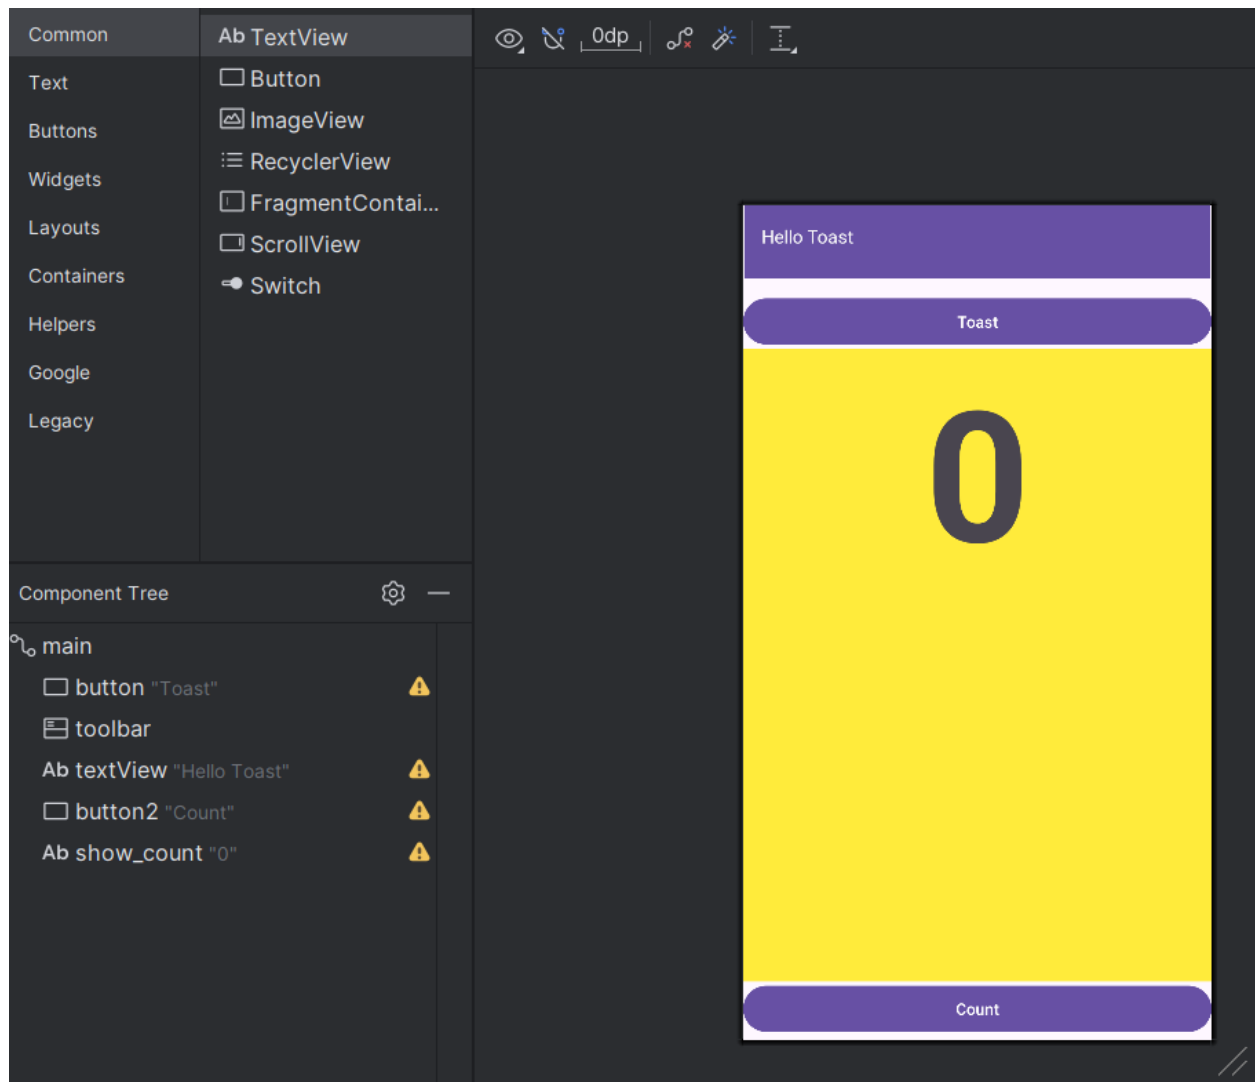 Common
Text
Buttons
Widgets
Layouts
Containers
Helpers
Google
Legacy
Ab TextView
Button
ImageView
RecyclerView
FragmentContai...
ScrollView
Switch
0dp
Component Tree
main
button "Toast"
toolbar
Ab textView "Hello Toast"
button2 "Count"
Ab show_count "0"
Hello Toast
Toast
0
Count